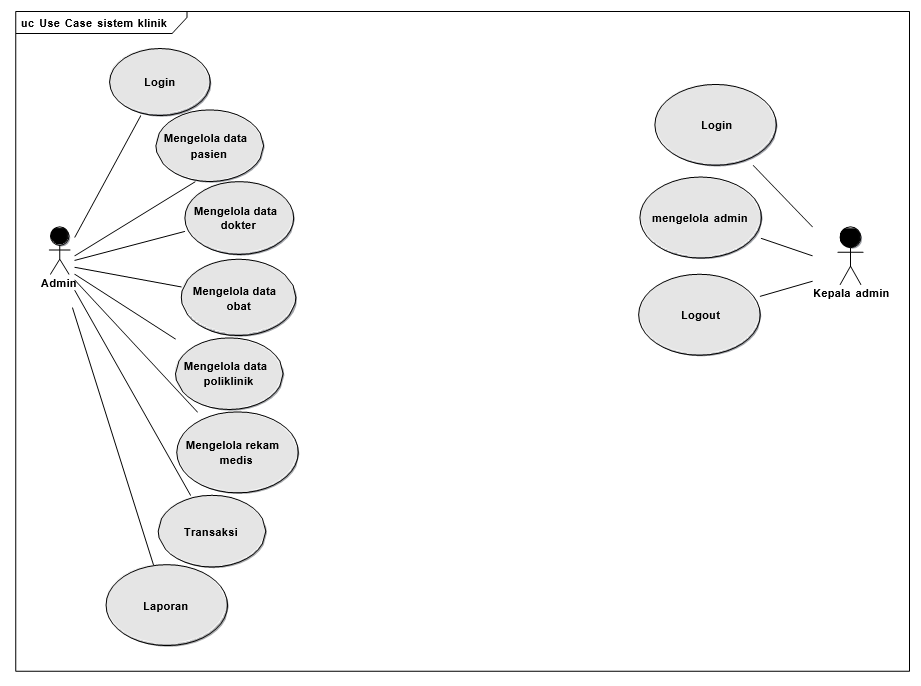 uc Use Case sistem klinik
Login
Mengelola data
pasien
Mengelola data
dokter
Admin
Mengelola data
obat
Mengelola data
poliklinik
Mengelola rekam
medis
Transaksi
Laporan
Login
mengelola admin
Kepala admin
Logout